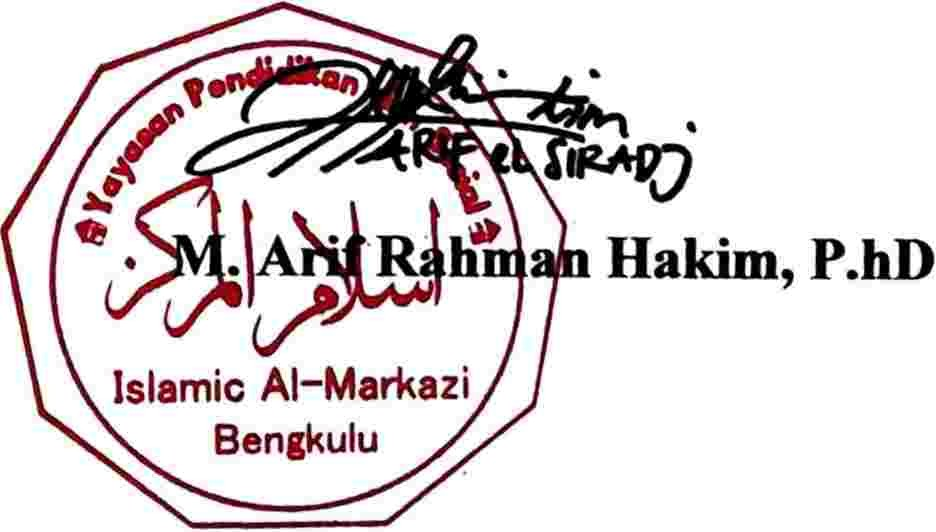 Yayasan Pendidikan
ARIF el SIRADJ
M. Arif Rahman Hakim, P.hD
اسلام المركز
Islamic Al-Markazi
Bengkulu